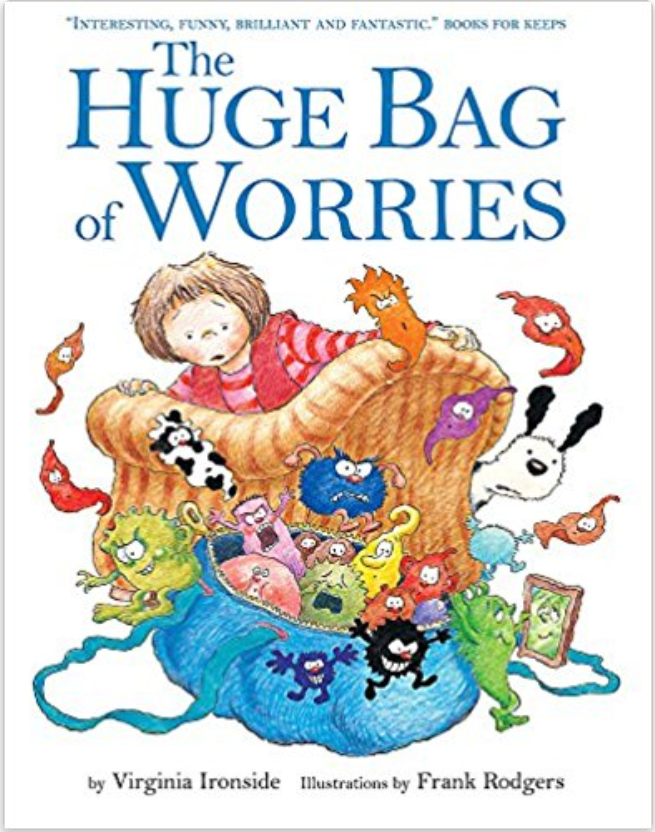 "INTERESTING, FUNNY, BRILLIANT AND FANTASTIC." BOOKS FOR KEEPS
The
HUGE BAG
of WORRIES
by Virginia Ironside Illustrations by Frank Rodgers